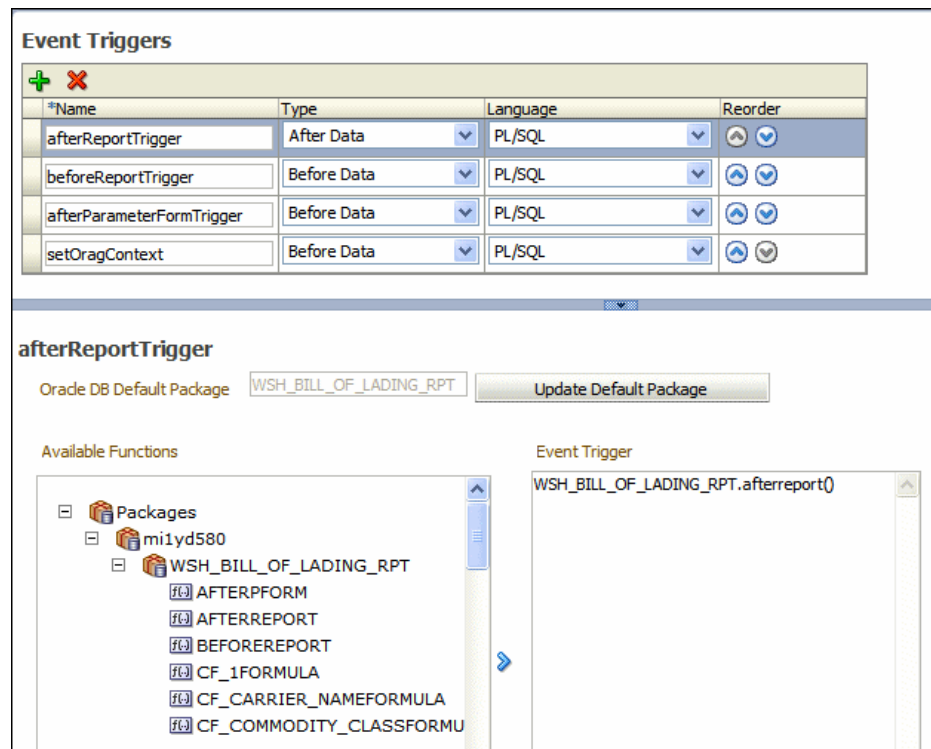 Event Triggers
*Name Type Language Reorder
afterReportTrigger After Data PL/SQL
beforeReportTrigger Before Data PL/SQL
afterParameterFormTrigger Before Data PL/SQL
setOragContext Before Data PL/SQL
afterReportTrigger
Oracle DB Default Package WSH_BILL_OF_LADING_RPT Update Default Package
Available Functions Event Trigger
WSH_BILL_OF_LADING_RPT.afterreport()
Packages
mi1yd580
WSH_BILL_OF_LADING_RPT
f(.) AFTERPFORM
f(.) AFTERREPORT
f(.) BEFOREREPORT
f(.) CF_1FORMULA
f(.) CF_CARRIER_NAMEFORMULA
f(.) CF_COMMODITY_CLASSFORMU